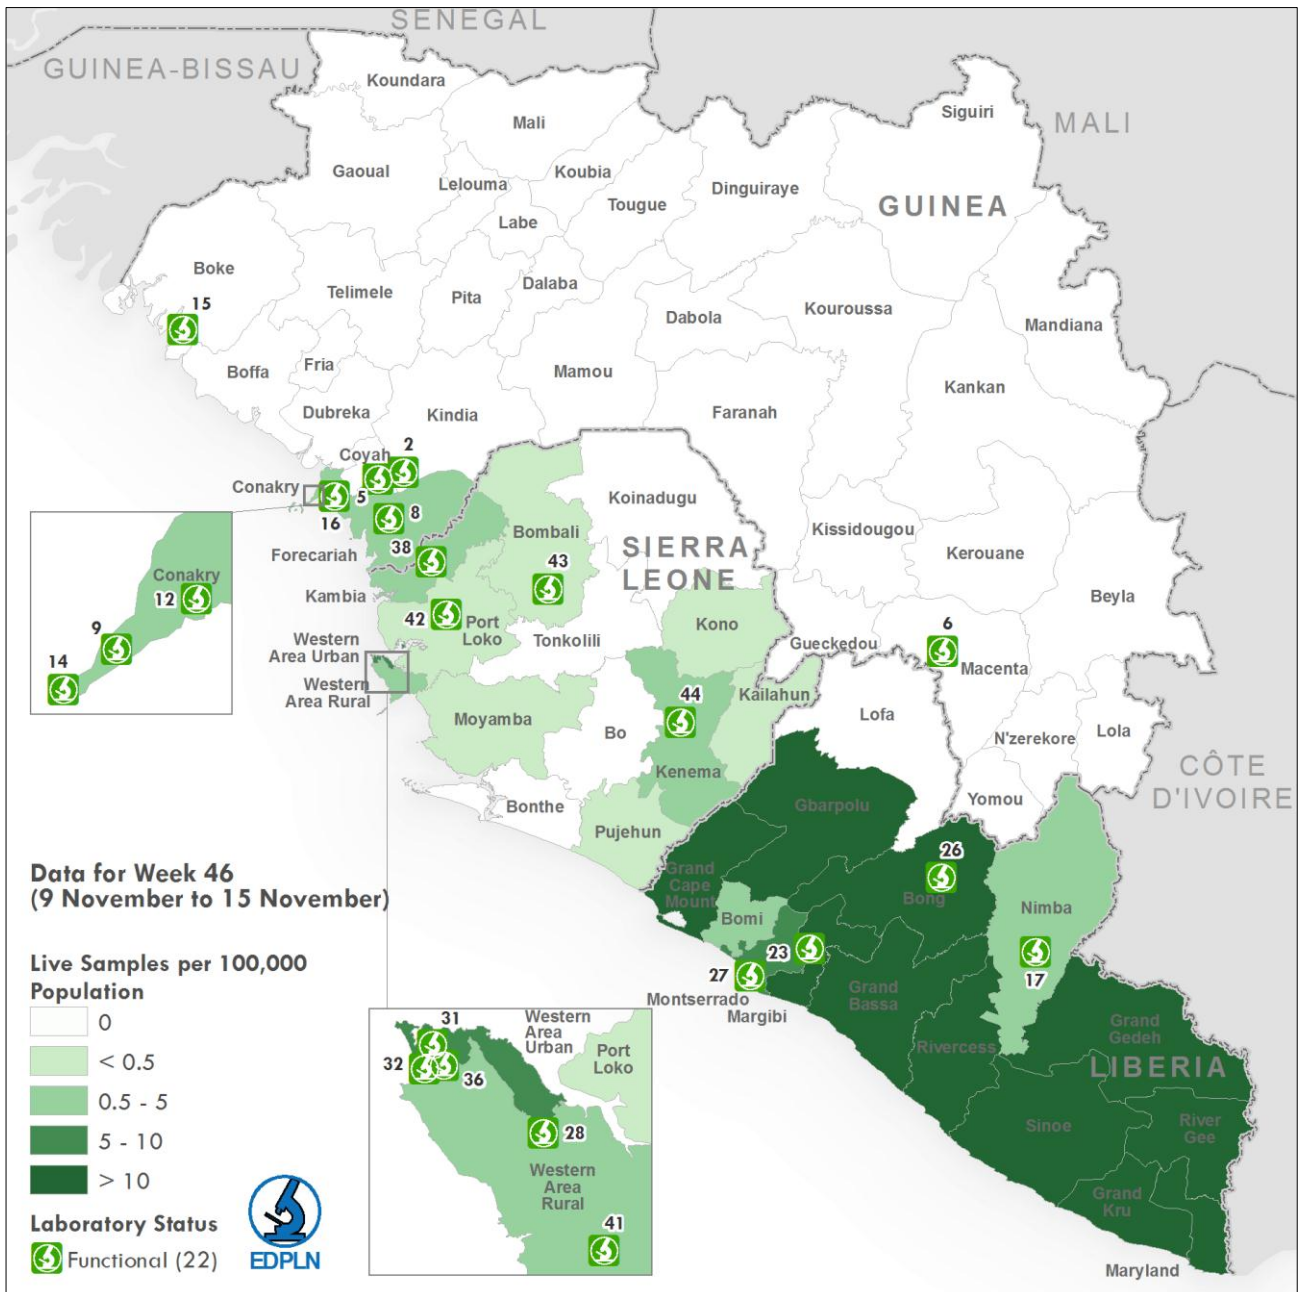 SENEGAL
GUINEA-BISSAU
MALI
Koundara
Mali
Siguiri
Gaoual
Koubia
Lelouma
Tougue
Dinguiraye
GUINEA
Labe
Boke
Telimele
Pita
Dalaba
15
Dabola
Kouroussa
Mandiana
Boffa
Fria
Mamou
Kankan
Dubreka
Kindia
Faranah
Coyah
2
Conakry
5
16
8
Koinadugu
Kissidougou
Kerouane
Forecariah
38
Bombali
43
SIERRA
LEONE
Kambia
42
Port
Loko
Tonkolili
Kono
Gueckedou
6
Macenta
Beyla
Western
Area Urban
Western
Area Rural
Moyamba
44
Kailahun
Bo
Kenema
Lofa
N'zerekore
Lola
Yomou
CÔTE
D'IVOIRE
Bonthe
Pujehun
Gbarpolu
Grand
Cape
Mount
26
Bong
Nimba
Bomi
23
27
17
Montserrado
Margibi
Grand
Bassa
Rivercess
Grand
Gedeh
LIBERIA
Sinoe
River
Gee
Grand
Kru
Maryland
Conakry
12
9
14
Data for Week 46
(9 November to 15 November)
Live Samples per 100,000
Population
0
< 0.5
0.5 - 5
5 - 10
> 10
Laboratory Status
Functional (22)
EDPLN
31
Western
Area
Urban
Port
Loko
32
36
28
Western
Area
Rural
41